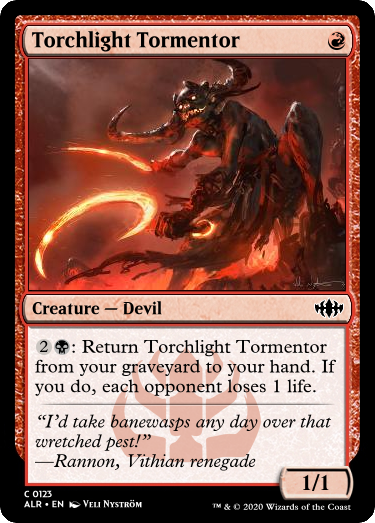 Torchlight Tormentor
Creature — Devil
2: Return Torchlight Tormentor
from your graveyard to your hand. If
you do, each opponent loses 1 life.
“I’d take banewasps any day over that
wretched pest!”
—Rannon, Vithian renegade
1/1
C 0123
ALR • EN Veli Nyström
™ & © 2020 Wizards of the Coast